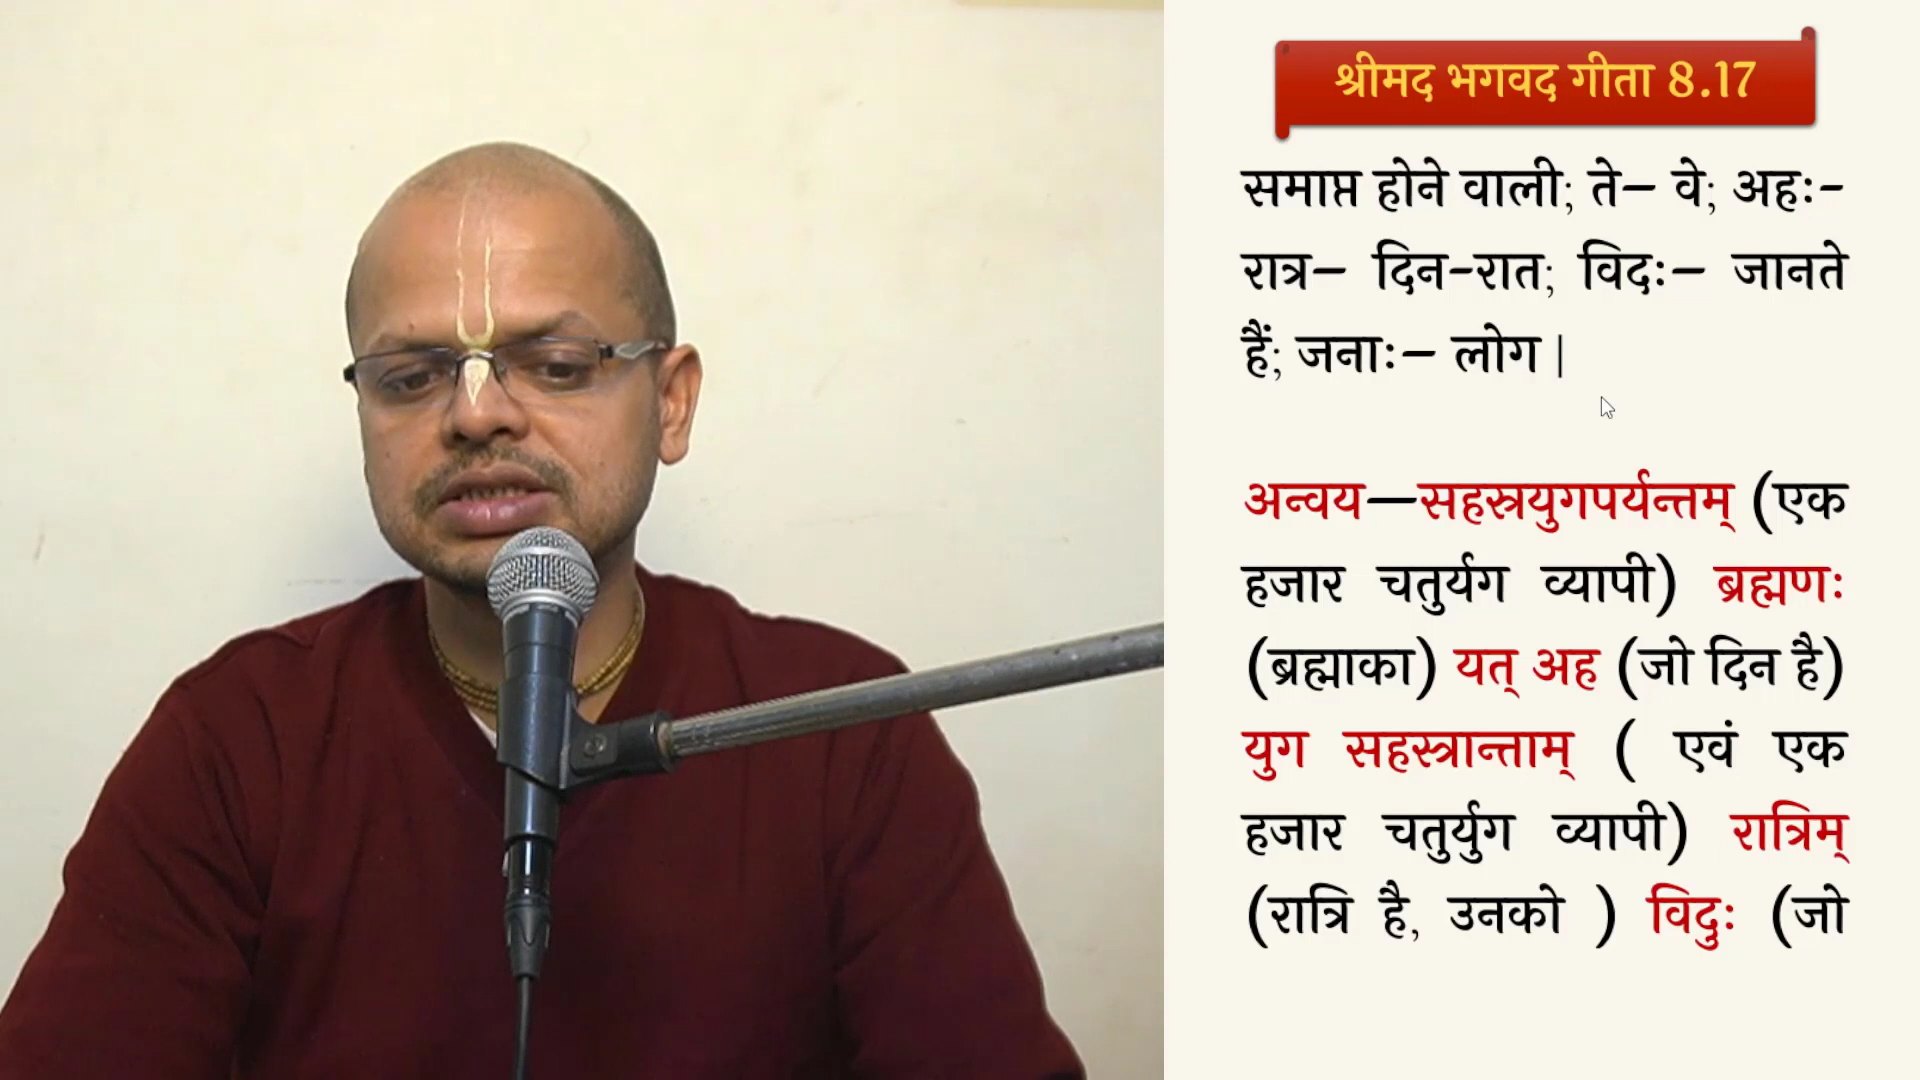 श्रीमद भगवद गीता 8.17
समाप्त होने वाली; ते– वे; अहः-
रात्र– दिन-रात; विदः– जानते
हैं; जनाः– लोग |
अन्वय—सहस्रयुगपर्यन्तम् (एक
हजार चतुर्यग व्यापी) ब्रह्मणः
(ब्रह्माका) यत् अह (जो दिन है)
युग सहस्त्रान्ताम् ( एवं एक
हजार चतुर्युग व्यापी) रात्रिम्
(रात्रि है, उनको ) विदुः (जो